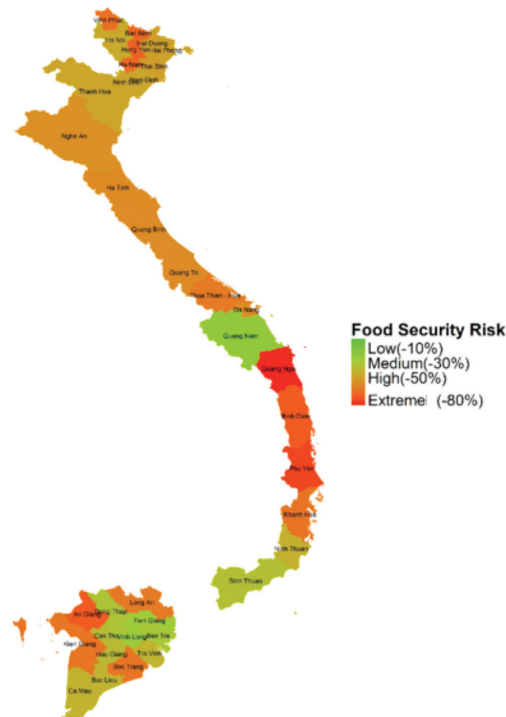 Vinh Phuc
Bac Ninh
Ha Noi
Hai Duong
Hung Yen
Hai Phong
Ha Nam
Thai Binh
Nam Dinh
Thanh Hoa
Nghe An
Ha Tinh
Quang Binh
Quang Tri
Thua Thien -
Da Nang
Quang Nam
Food Security Risk
Low(-10%)
Medium(-30%)
High(-50%)
Extremel (-80%)
Quang Ngai
Binh Dinh
Phu Yen
Khanh Hoa
Ninh Thuan
Binh Thuan
Long An
An Giang
Dong Thap
Tien Giang
Can Tho
Vinh Long
Ben Tre
Kien Giang
Hau Giang
Tra Vinh
Soc Trang
Bac Lieu
Ca Mau